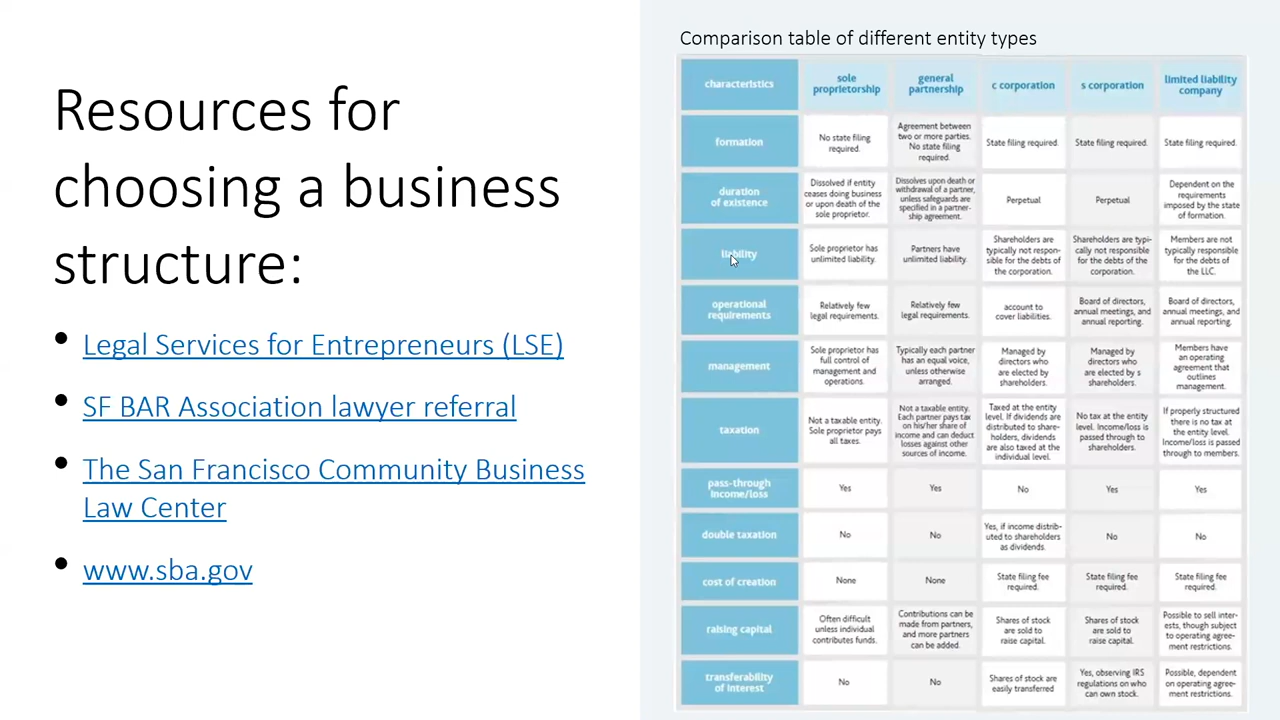 Resources for
choosing a business
structure:
• Legal Services for Entrepreneurs (LSE)
• SF BAR Association lawyer referral
• The San Francisco Community Business
Law Center
• www.sba.gov
Comparison table of different entity types
characteristics
sole
proprietorship
general
partnership
c corporation
s corporation
limited liability
company
formation
No state filing
required.
Agreement between
two or more parties.
No state filing
required.
State filing required.
State filing required.
State filing required.
duration
of existence
Dissolved if entity
ceases doing business
or upon death of the
sole proprietor.
Dissolves upon death or
withdrawal of a partner,
unless safeguards are
specified in a partner-
ship agreement.
Perpetual
Perpetual
Dependent on the
requirements
imposed by the state
of formation.
liability
Sole proprietor has
unlimited liability.
Partners have
unlimited liability.
Shareholders are
typically not respon-
sible for the debts of
the corporation.
Shareholders are typi-
cally not responsible
for the debts of the
corporation.
Members are not
typically responsible
for the debts of
the LLC.
operational
requirements
Relatively few
legal requirements.
Relatively few
legal requirements.
account to
cover liabilities.
Board of directors,
annual meetings, and
annual reporting.
Board of directors,
annual meetings, and
annual reporting.
management
Sole proprietor has
full control of
management and
operations.
Typically each partner
has an equal voice,
unless otherwise
arranged.
Managed by
directors who
are elected by
shareholders.
Managed by
directors who
are elected by s
shareholders.
Members have
an operating
agreement that
outlines
management.
taxation
Not a taxable entity.
Sole proprietor pays
all taxes.
Not a taxable entity.
Each partner pays tax
on his/her share of
income and can deduct
losses against other
sources of income.
Taxed at the entity
level. If dividends are
distributed to share-
holders, dividends
are also taxed at the
individual level.
No tax at the entity
level. Income/loss is
passed through to
shareholders.
If properly structured
there is no tax at
the entity level.
Income/loss is passed
through to members.
pass-through
income/loss
Yes
Yes
No
Yes
Yes
double taxation
No
No
Yes, if income distrib-
uted to shareholders
as dividends.
No
No
cost of creation
None
None
State filing fee
required.
State filing fee
required.
State filing fee
required.
raising capital
Often difficult
unless individual
contributes funds.
Contributions can be
made from partners,
and more partners
can be added.
Shares of stock
are sold to
raise capital.
Shares of stock
are sold to
raise capital.
Possible to sell inter-
ests, though subject
to operating agree-
ment restrictions.
transferability
of interest
No
No
Shares of stock are
easily transferred
Yes, observing IRS
regulations on who
can own stock.
Possible, dependent
on operating agree-
ment restrictions.